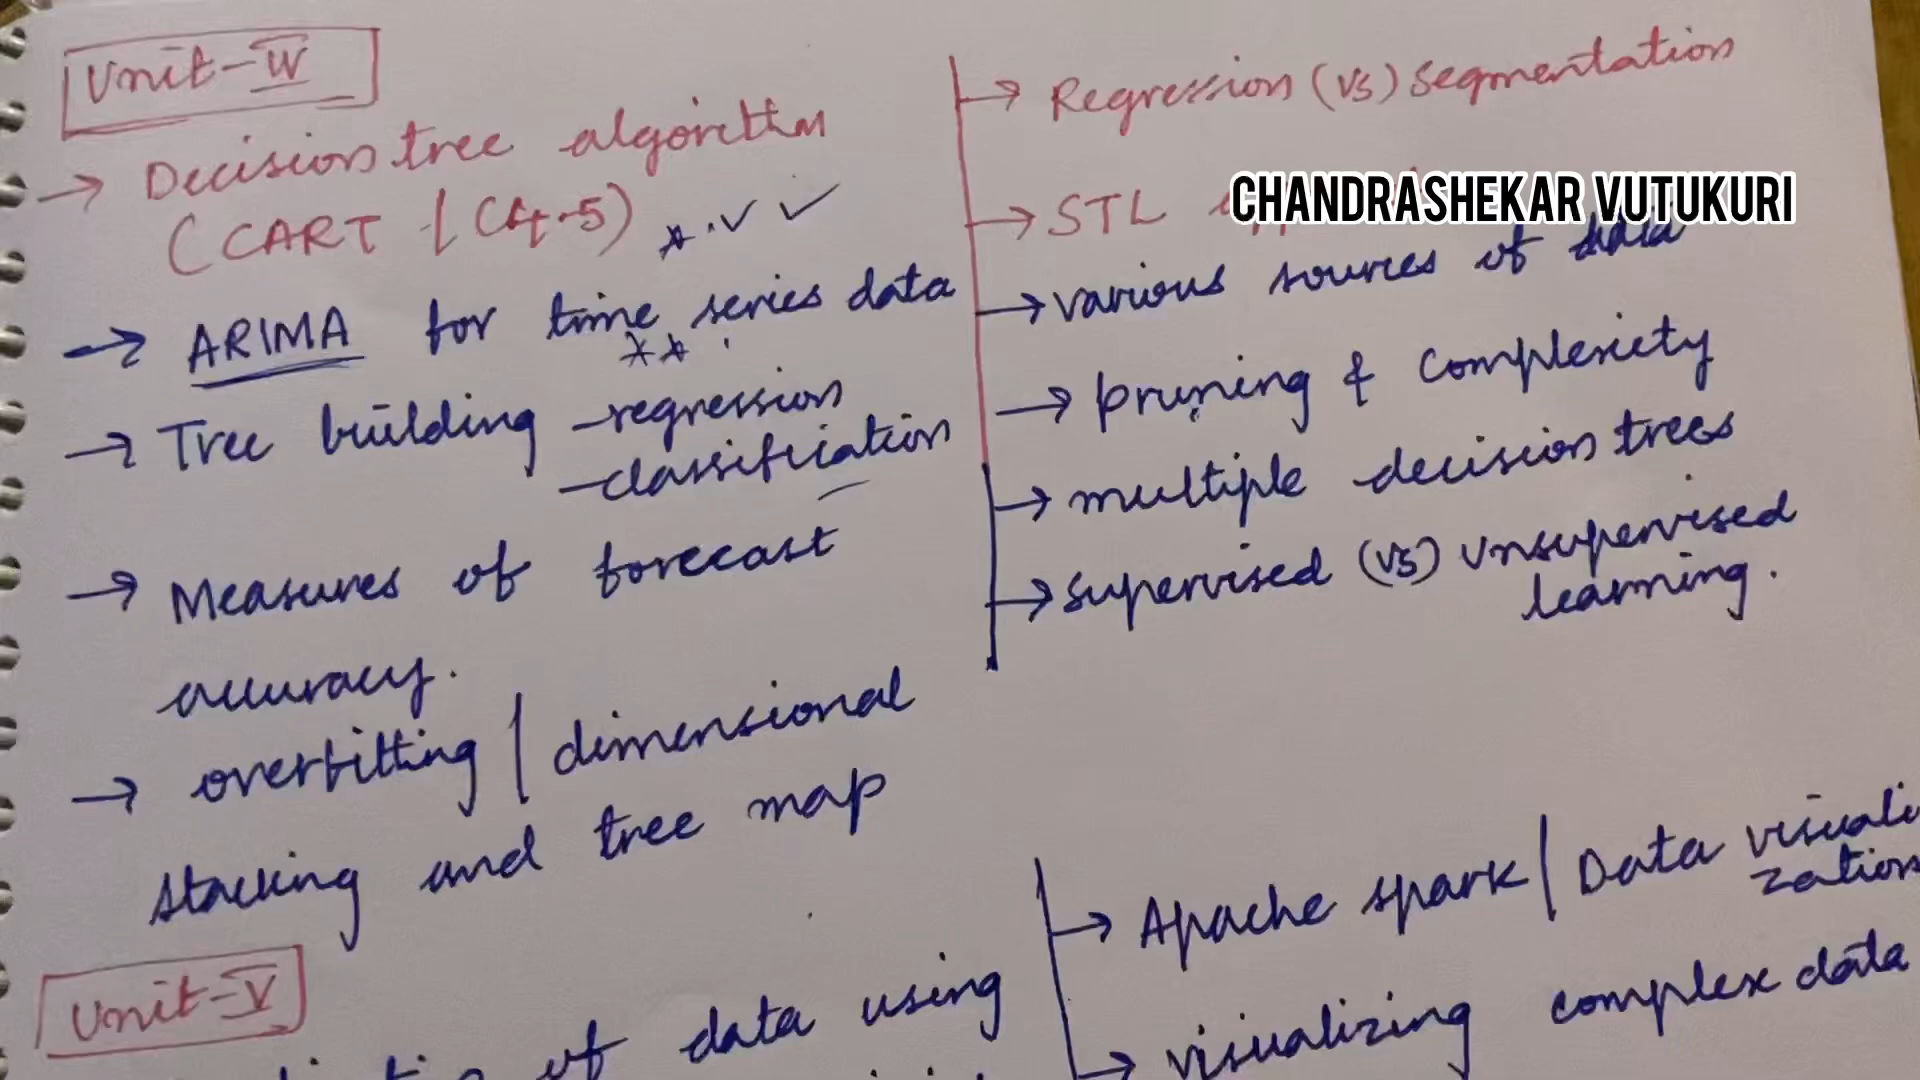 Unit-IV
→ Decision tree algorithm
(CART / C4.5)
→ ARIMA for time series data
→ Tree building -regression
-classification
→ Measures of forecast
accuracy.
→ overfitting / dimensional
stacking and tree map
→ Regression (vs) segmentation
→ STL
CHANDRASHEKAR VUTUKURI
→ various sources of data
→ pruning & complexity
→ multiple decision trees
→ supervised (vs) unsupervised
learning.
Unit-V
of data using
→ Apache spark / Data visuali
zation
→ visualizing complex data